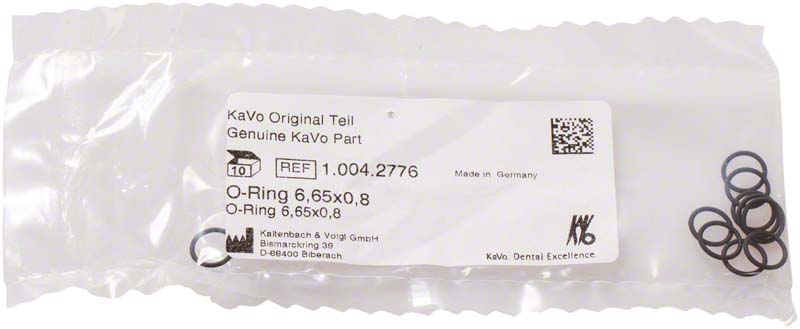 KaVo Original Teil ®
Genuine KaVo Part
10 REF 1.004.2776
Made in Germany
O-Ring 6,65x0,8
O-Ring 6,65x0,8
Kaltenbach & Voigt GmbH
Bismarckring 39
D-88400 Biberach
KaVo
KaVo. Dental Excellence.